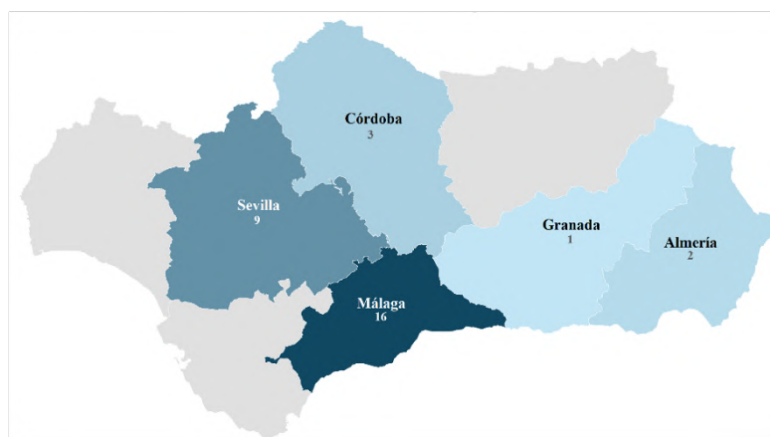 Córdoba
3
Sevilla
9
Granada
1
Almería
2
Málaga
16